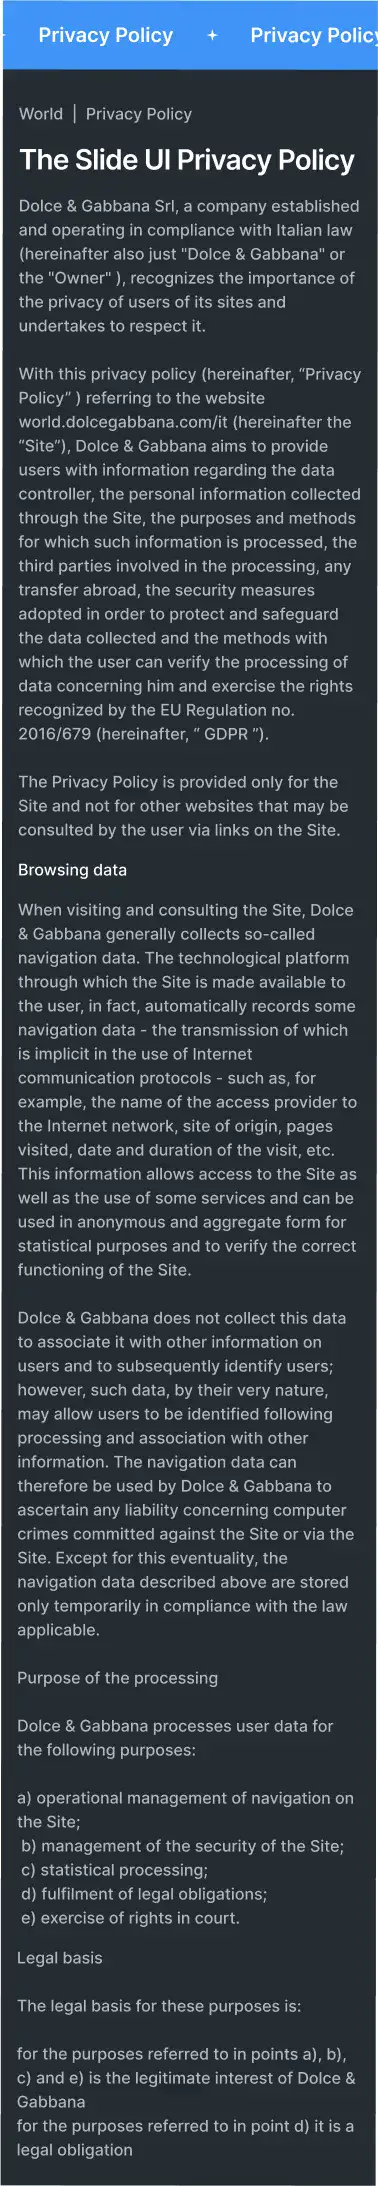 Privacy Policy + Privacy Policy
World | Privacy Policy
The Slide UI Privacy Policy
Dolce & Gabbana Srl, a company established
and operating in compliance with Italian law
(hereinafter also just "Dolce & Gabbana" or
the "Owner" ), recognizes the importance of
the privacy of users of its sites and
undertakes to respect it.
With this privacy policy (hereinafter, “Privacy
Policy” ) referring to the website
world.dolcegabbana.com/it (hereinafter the
“Site”), Dolce & Gabbana aims to provide
users with information regarding the data
controller, the personal information collected
through the Site, the purposes and methods
for which such information is processed, the
third parties involved in the processing, any
transfer abroad, the security measures
adopted in order to protect and safeguard
the data collected and the methods with
which the user can verify the processing of
data concerning him and exercise the rights
recognized by the EU Regulation no.
2016/679 (hereinafter, “ GDPR ”).
The Privacy Policy is provided only for the
Site and not for other websites that may be
consulted by the user via links on the Site.
Browsing data
When visiting and consulting the Site, Dolce
& Gabbana generally collects so-called
navigation data. The technological platform
through which the Site is made available to
the user, in fact, automatically records some
navigation data - the transmission of which
is implicit in the use of Internet
communication protocols - such as, for
example, the name of the access provider to
the Internet network, site of origin, pages
visited, date and duration of the visit, etc.
This information allows access to the Site as
well as the use of some services and can be
used in anonymous and aggregate form for
statistical purposes and to verify the correct
functioning of the Site.
Dolce & Gabbana does not collect this data
to associate it with other information on
users and to subsequently identify users;
however, such data, by their very nature,
may allow users to be identified following
processing and association with other
information. The navigation data can
therefore be used by Dolce & Gabbana to
ascertain any liability concerning computer
crimes committed against the Site or via the
Site. Except for this eventuality, the
navigation data described above are stored
only temporarily in compliance with the law
applicable.
Purpose of the processing
Dolce & Gabbana processes user data for
the following purposes:
a) operational management of navigation on
the Site;
b) management of the security of the Site;
c) statistical processing;
d) fulfilment of legal obligations;
e) exercise of rights in court.
Legal basis
The legal basis for these purposes is:
for the purposes referred to in points a), b),
c) and e) is the legitimate interest of Dolce &
Gabbana
for the purposes referred to in point d) it is a
legal obligation